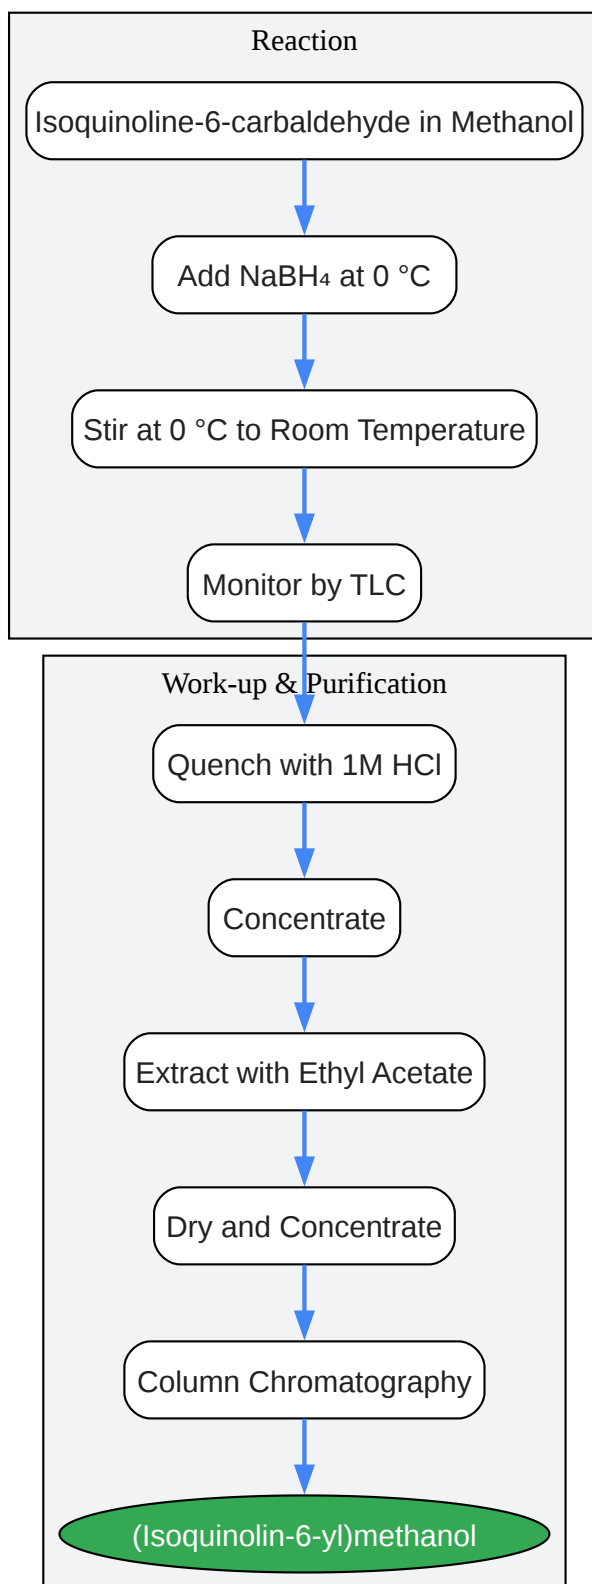 Reaction
Isoquinoline-6-carbaldehyde in Methanol
Add NaBH₄ at 0 °C
Stir at 0 °C to Room Temperature
Monitor by TLC
Work-up & Purification
Quench with 1M HCl
Concentrate
Extract with Ethyl Acetate
Dry and Concentrate
Column Chromatography
(Isoquinolin-6-yl)methanol